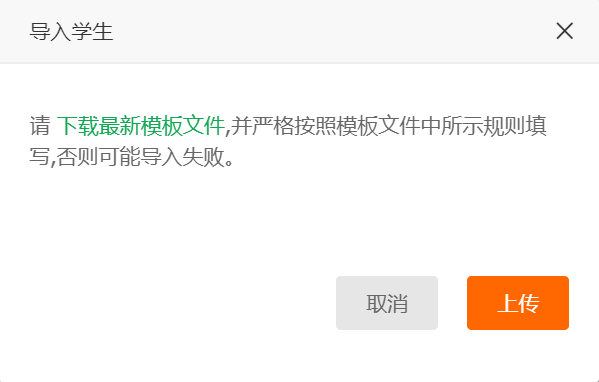 导入学生
请 下载最新模板文件,并严格按照模板文件中所示规则填
写,否则可能导入失败。
取消
上传